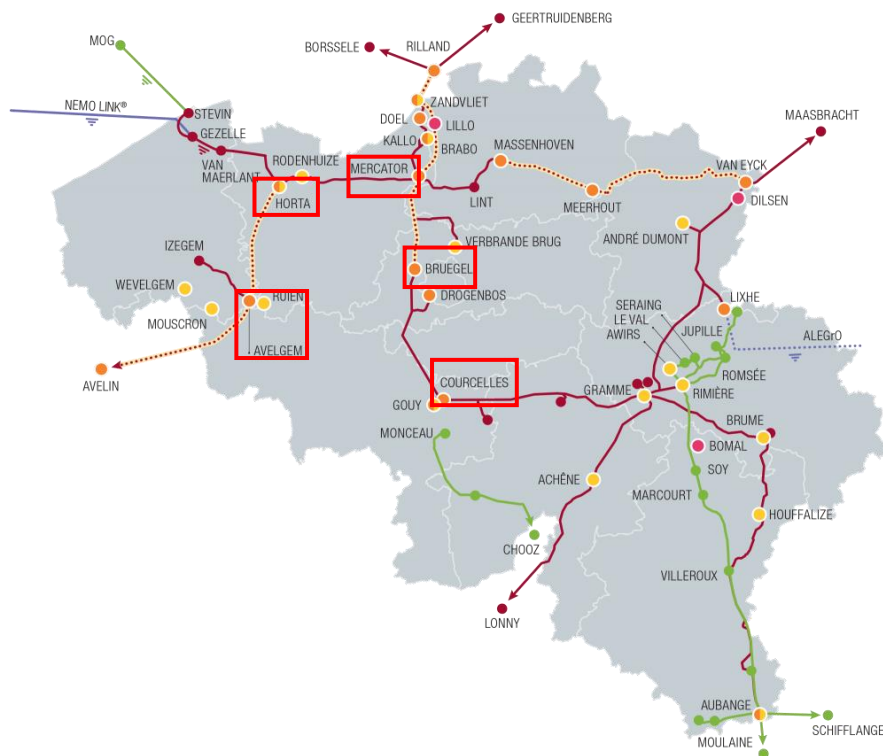 GEERTRUIDENBERG
MOG
BORSSELE
RILLAND
NEMO LINK®
STEVIN
ZANDVLIET
MAASBRACHT
DOEL
LILLO
GEZELLE
KALLO
BRABO
MASSENHOVEN
VAN
MAERLANT
RODENHUIZE
MERCATOR
VAN EYCK
HORTA
LINT
MEERHOUT
DILSEN
IZEGEM
VERBRANDE BRUG
ANDRÉ DUMONT
WEVELGEM
BRUEGEL
RUIEN
DROGENBOS
SERAING
LE VAL
AWIRS
LIXHE
MOUSCRON
JUPILLE
ALEGrO
AVELGEM
AVELIN
COURCELLES
ROMSÉE
GRAMME
RIMIÈRE
GOUY
BRUME
MONCEAU
BOMAL
SOY
ACHÊNE
MARCOURT
HOUFFALIZE
CHOOZ
VILLEROUX
LONNY
AUBANGE
SCHIFFLANGE
MOULAINE